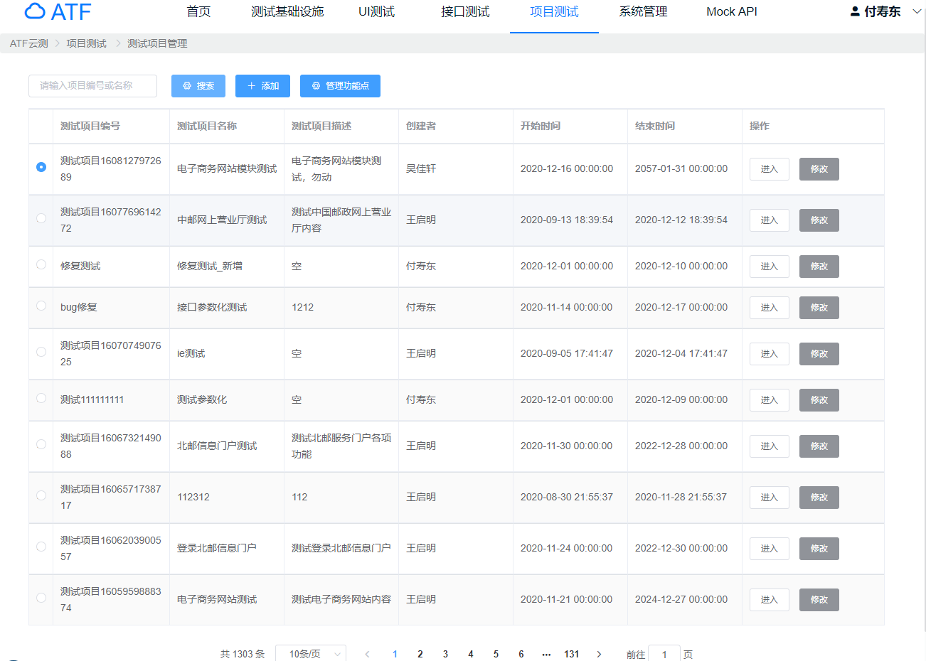 ATF
首页 测试基础设施 UI测试 接口测试 项目测试 系统管理 Mock API 付寿东
ATF云测 > 项目测试 > 测试项目管理
请输入项目编号或名称 搜索 添加 管理功能点
测试项目编号 测试项目名称 测试项目描述 创建者 开始时间 结束时间 操作
测试项目16081279726
89 电子商务网站模块测试 电子商务网站模块测
试，勿动 吴佳轩 2020-12-16 00:00:00 2057-01-31 00:00:00 进入 修改
测试项目16077696142
72 中邮网上营业厅测试 测试中国邮政网上营业
厅内容 王启明 2020-09-13 18:39:54 2020-12-12 18:39:54 进入 修改
修复测试 修复测试_新增 空 付寿东 2020-12-01 00:00:00 2020-12-10 00:00:00 进入 修改
bug修复 接口参数化测试 1212 付寿东 2020-11-14 00:00:00 2020-12-17 00:00:00 进入 修改
测试项目16070749076
25 ie测试 空 王启明 2020-09-05 17:41:47 2020-12-04 17:41:47 进入 修改
测试111111111 测试参数化 空 付寿东 2020-12-01 00:00:00 2020-12-09 00:00:00 进入 修改
测试项目16067321490
88 北邮信息门户测试 测试北邮服务门户各项
功能 王启明 2020-11-30 00:00:00 2022-12-28 00:00:00 进入 修改
测试项目16065717387
17 112312 112 王启明 2020-08-30 21:55:37 2020-11-28 21:55:37 进入 修改
测试项目16062039005
57 登录北邮信息门户 测试登录北邮信息门户 王启明 2020-11-24 00:00:00 2022-12-30 00:00:00 进入 修改
测试项目16059598883
74 电子商务网站测试 测试电子商务网站内容 王启明 2020-11-21 00:00:00 2024-12-27 00:00:00 进入 修改
共 1303 条 10条/页 < 1 2 3 4 5 6 ··· 131 > 前往 1 页